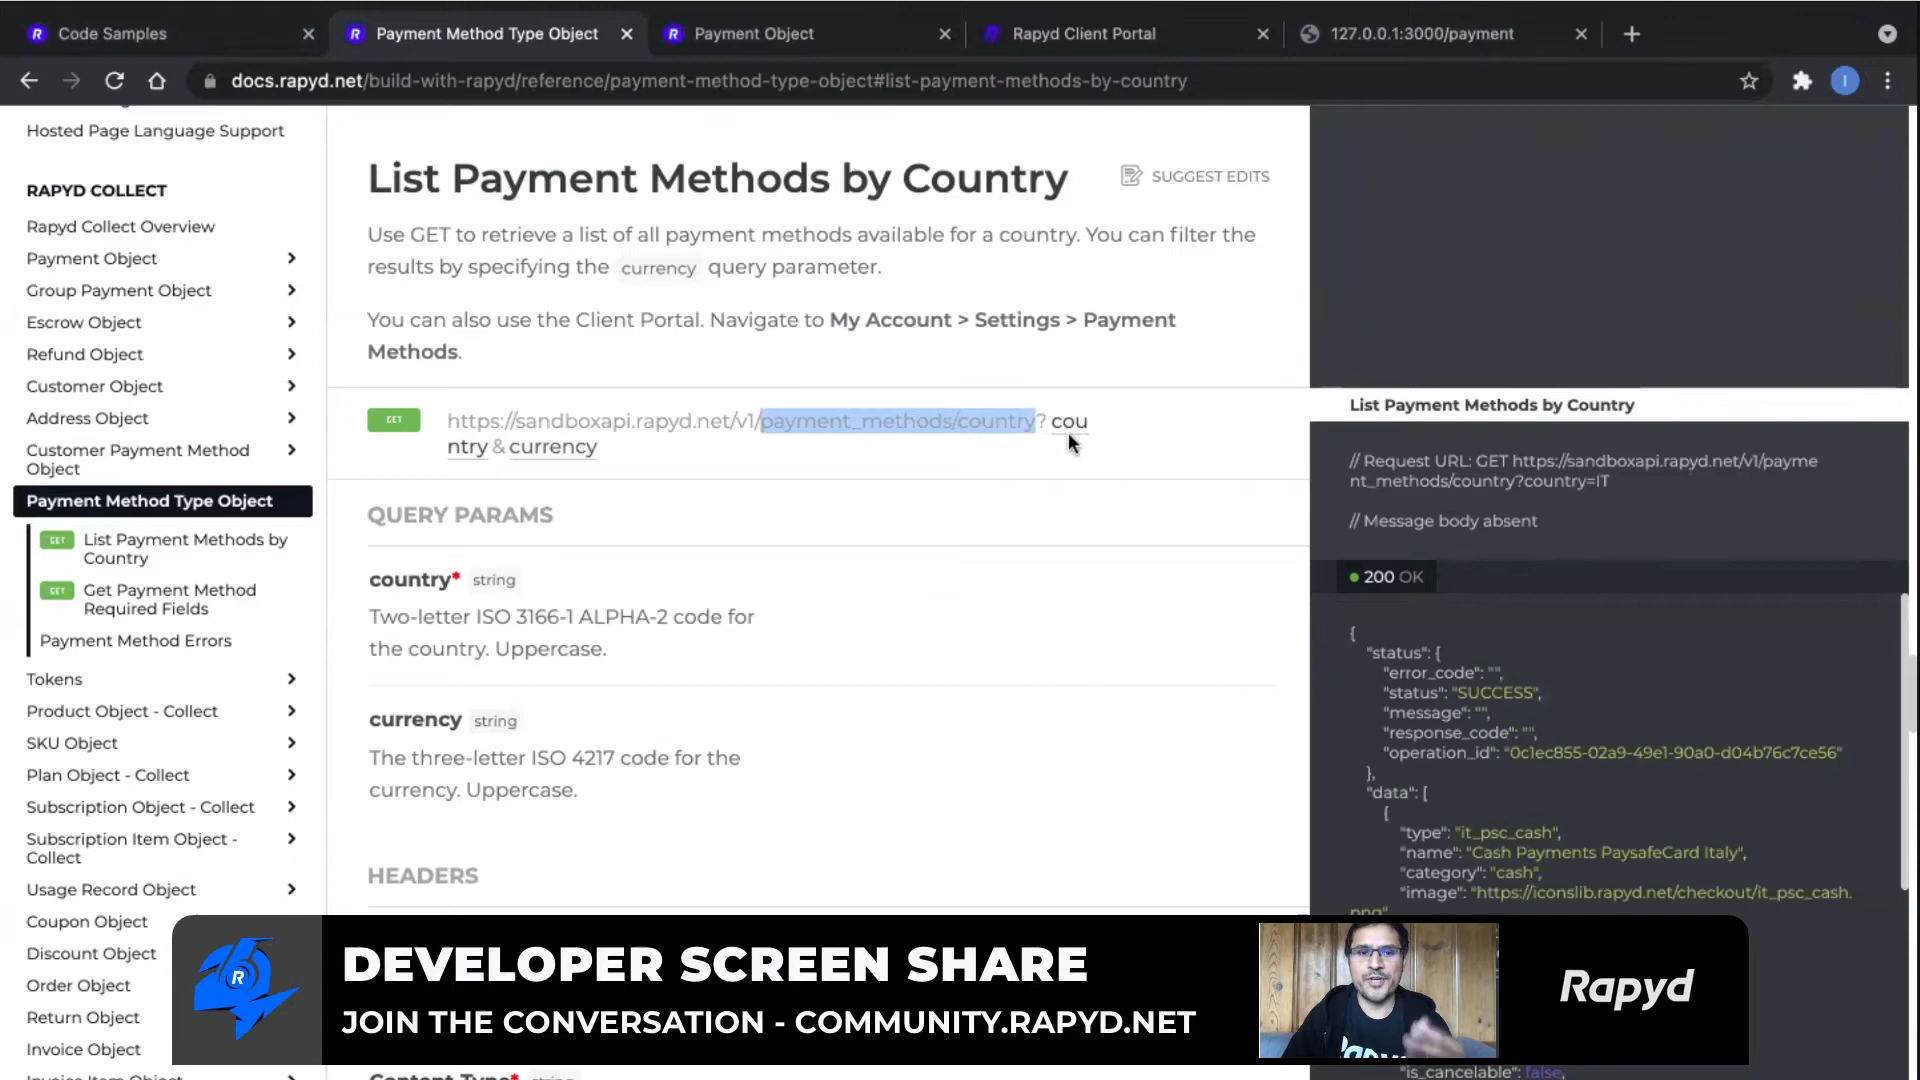 Code Samples
Payment Method Type Object
Payment Object
Rapyd Client Portal
127.0.0.1:3000/payment
docs.rapyd.net/build-with-rapyd/reference/payment-method-type-object#list-payment-methods-by-country
I
Hosted Page Language Support
RAPYD COLLECT
Rapyd Collect Overview
Payment Object
Group Payment Object
Escrow Object
Refund Object
Customer Object
Address Object
Customer Payment Method
Object
Payment Method Type Object
GET List Payment Methods by
Country
GET Get Payment Method
Required Fields
Payment Method Errors
Tokens
Product Object - Collect
SKU Object
Plan Object - Collect
Subscription Object - Collect
Subscription Item Object -
Collect
Usage Record Object
Coupon Object
Discount Object
Order Object
Return Object
Invoice Object
Invoice Item Object
List Payment Methods by Country
SUGGEST EDITS
Use GET to retrieve a list of all payment methods available for a country. You can filter the
results by specifying the currency query parameter.
You can also use the Client Portal. Navigate to My Account > Settings > Payment
Methods.
GET https://sandboxapi.rapyd.net/v1/payment_methods/country? cou
ntry & currency
QUERY PARAMS
country* string
Two-letter ISO 3166-1 ALPHA-2 code for
the country. Uppercase.
currency string
The three-letter ISO 4217 code for the
currency. Uppercase.
HEADERS
Content Type* string
List Payment Methods by Country
// Request URL: GET https://sandboxapi.rapyd.net/v1/payme
nt_methods/country?country=IT
// Message body absent
200 OK
{
"status": {
"error_code": "",
"status": "SUCCESS",
"message": "",
"response_code": "",
"operation_id": "0c1ec855-02a9-49e1-90a0-d04b76c7ce56"
},
"data": [
{
"type": "it_psc_cash",
"name": "Cash Payments PaysafeCard Italy",
"category": "cash",
"image": "https://iconslib.rapyd.net/checkout/it_psc_cash.
png"
"is_cancelable": false,
R
DEVELOPER SCREEN SHARE
JOIN THE CONVERSATION - COMMUNITY.RAPYD.NET
Rapyd